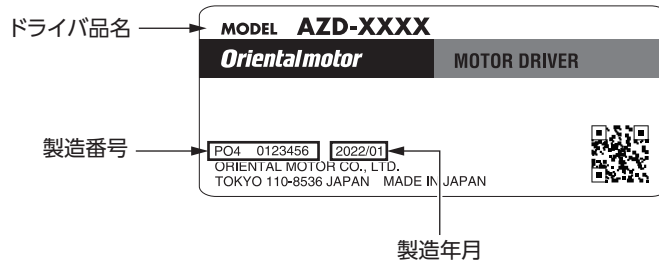 ドライバ品名
MODEL AZD-XXXX
Orientalmotor MOTOR DRIVER
製造番号
PO4 0123456 2022/01
ORIENTAL MOTOR CO., LTD.
TOKYO 110-8536 JAPAN MADE IN JAPAN
製造年月